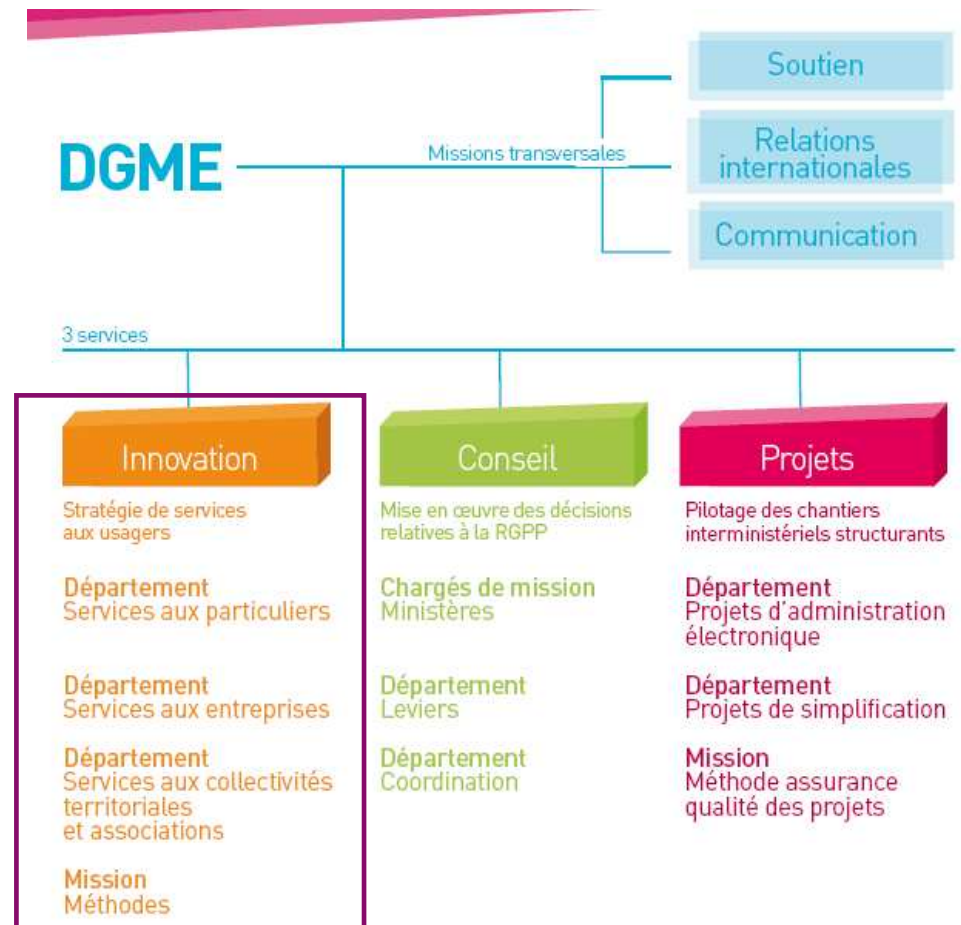 Soutien
DGME
Missions transversales
Relations
internationales
Communication
3 services
Innovation
Stratégie de services
aux usagers
Département
Services aux particuliers
Département
Services aux entreprises
Département
Services aux collectivités
territoriales
et associations
Mission
Méthodes
Conseil
Mise en œuvre des décisions
relatives à la RGPP
Chargés de mission
Ministères
Département
Leviers
Département
Coordination
Projets
Pilotage des chantiers
interministériels structurants
Département
Projets d'administration
électronique
Département
Projets de simplification
Mission
Méthode assurance
qualité des projets